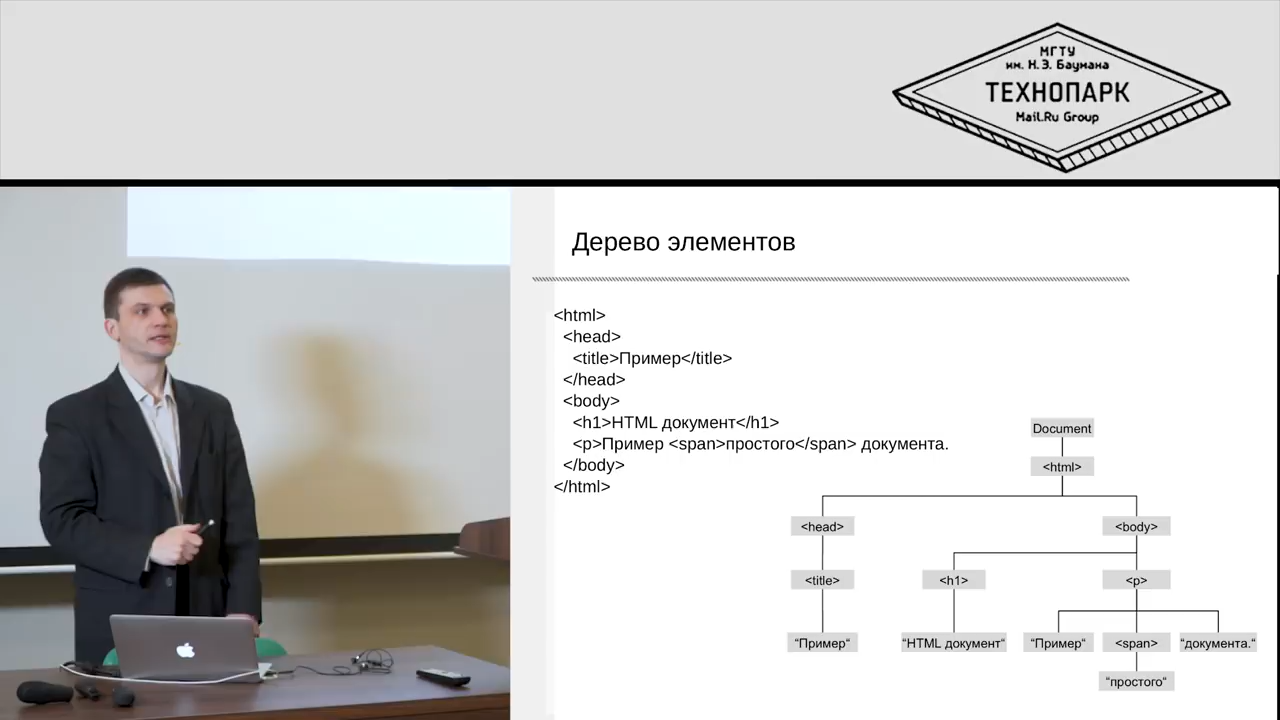 МГТУ
им. Н.Э. Баумана
ТЕХНОПАРК
Mail.Ru Group
Дерево элементов
<html>
<head>
<title>Пример</title>
</head>
<body>
<h1>HTML документ</h1>
<p>Пример <span>простого</span> документа.
</body>
</html>
Document
<html>
<head> <body>
<title> <h1> <p>
“Пример“ “HTML документ“ “Пример“ <span> “документа.“
“простого“